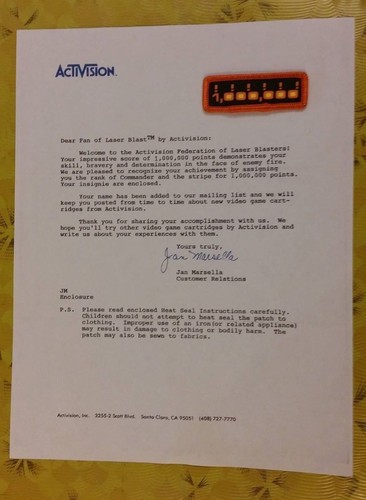 ACTIVISION™
1,000,000
Dear Fan of Laser Blast™ by Activision:
Welcome to the Activision Federation of Laser Blasters!
Your impressive score of 1,000,000 points demonstrates your
skill, bravery and determination in the face of enemy fire.
We are pleased to recognize your achievement by assigning
you the rank of Commander and the stripe for 1,000,000 points.
Your insignia are enclosed.
Your name has been added to our mailing list and we will
keep you posted from time to time about new video game cart-
ridges from Activision.
Thank you for sharing your accomplishment with us. We
hope you'll try other video game cartridges by Activision and
write us about your experiences with them.
Yours truly,
Jan Marsella
Jan Marsella
Customer Relations
JM
Enclosure
P.S. Please read enclosed Heat Seal Instructions carefully.
Children should not attempt to heat seal the patch to
clothing. Improper use of an iron(or related appliance)
may result in damage to clothing or bodily harm. The
patch may also be sewn to fabrics.
Activision, Inc. 2255-2 Scott Blvd. Santa Clara, CA 95051 (408) 727-7770